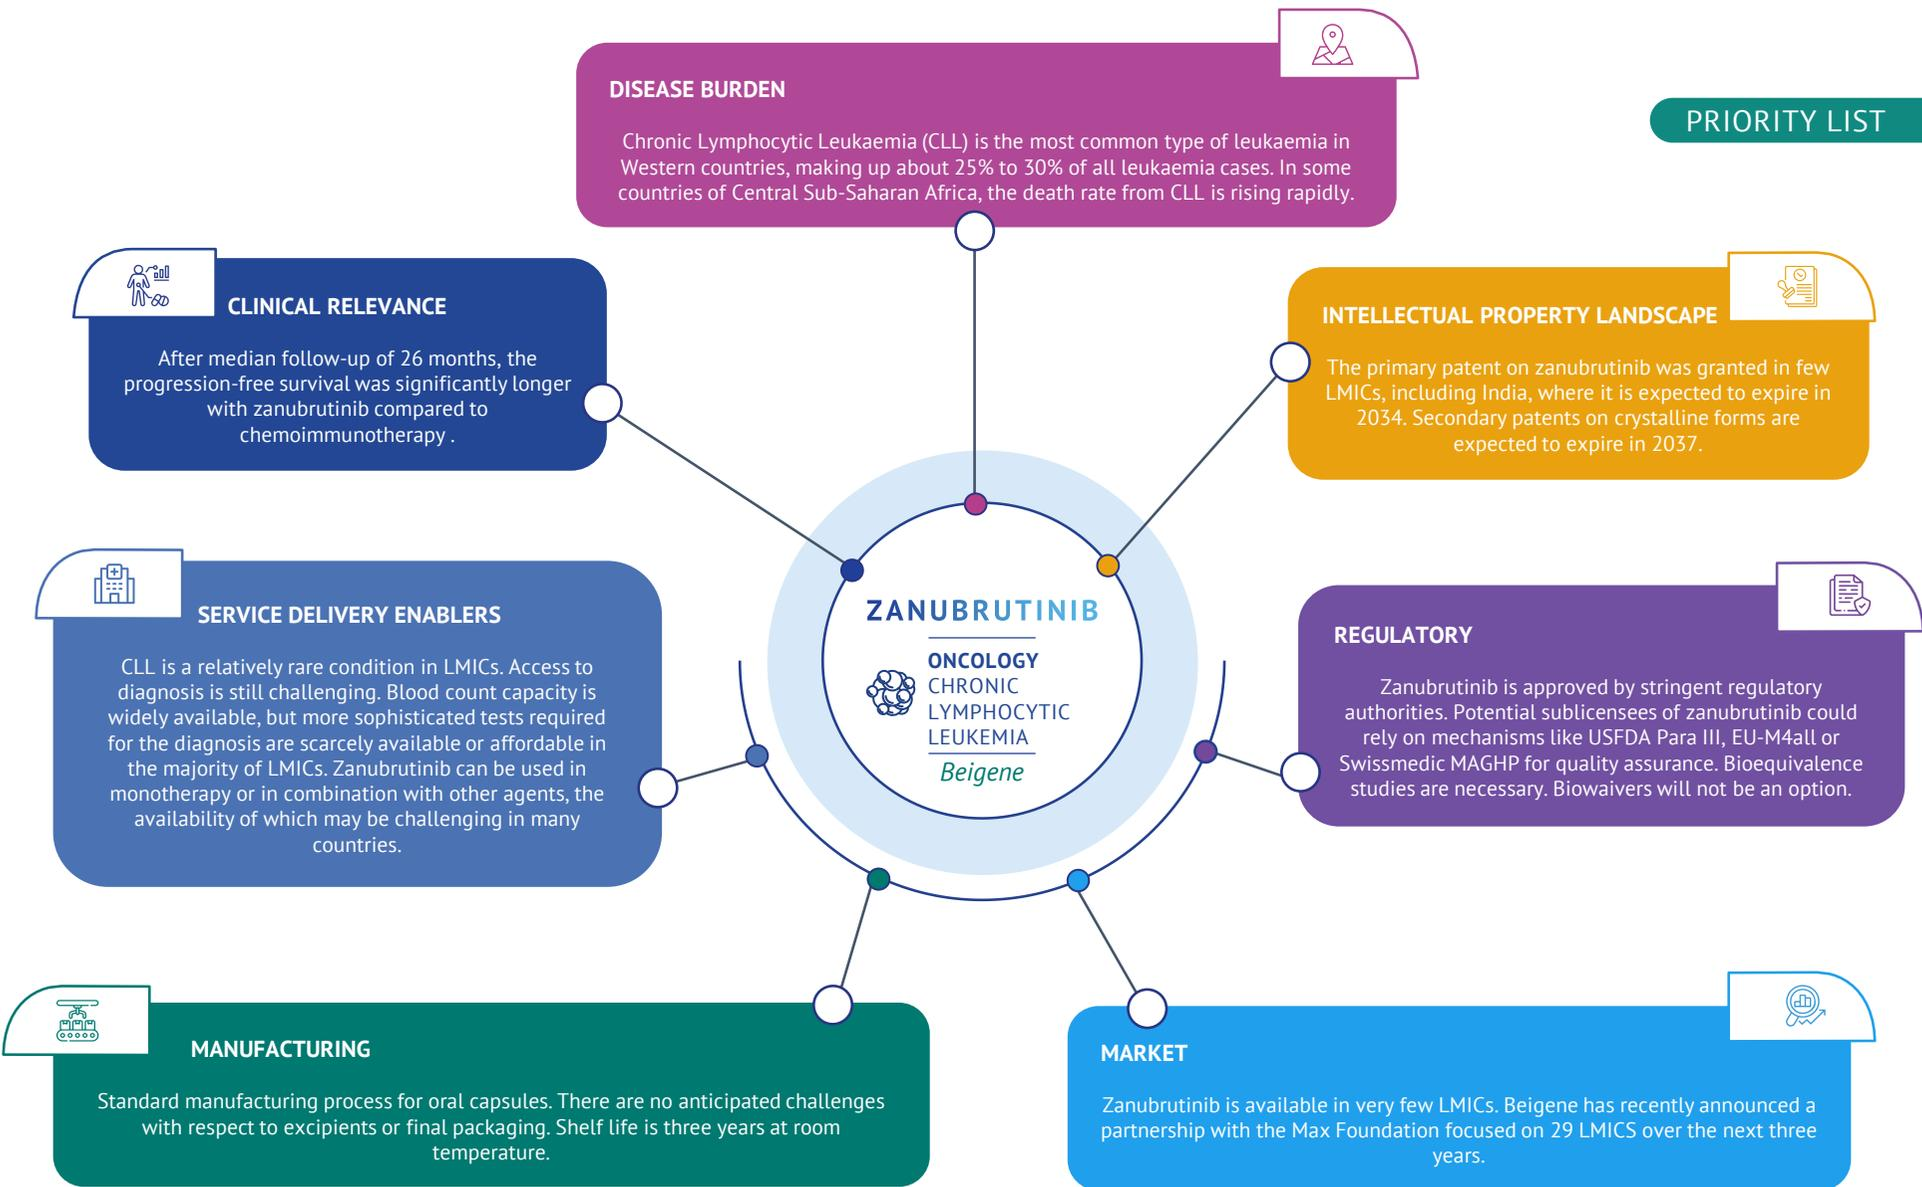 PRIORITY LIST
DISEASE BURDEN
Chronic Lymphocytic Leukaemia (CLL) is the most common type of leukaemia in
Western countries, making up about 25% to 30% of all leukaemia cases. In some
countries of Central Sub-Saharan Africa, the death rate from CLL is rising rapidly.
CLINICAL RELEVANCE
After median follow-up of 26 months, the
progression-free survival was significantly longer
with zanubrutinib compared to
chemoimmunotherapy .
INTELLECTUAL PROPERTY LANDSCAPE
The primary patent on zanubrutinib was granted in few
LMICs, including India, where it is expected to expire in
2034. Secondary patents on crystalline forms are
expected to expire in 2037.
SERVICE DELIVERY ENABLERS
CLL is a relatively rare condition in LMICs. Access to
diagnosis is still challenging. Blood count capacity is
widely available, but more sophisticated tests required
for the diagnosis are scarcely available or affordable in
the majority of LMICs. Zanubrutinib can be used in
monotherapy or in combination with other agents, the
availability of which may be challenging in many
countries.
ZANUBRUTINIB
ONCOLOGY
CHRONIC
LYMPHOCYTIC
LEUKEMIA
Beigene
REGULATORY
Zanubrutinib is approved by stringent regulatory
authorities. Potential sublicensees of zanubrutinib could
rely on mechanisms like USFDA Para III, EU-M4all or
Swissmedic MAGHP for quality assurance. Bioequivalence
studies are necessary. Biowaivers will not be an option.
MANUFACTURING
Standard manufacturing process for oral capsules. There are no anticipated challenges
with respect to excipients or final packaging. Shelf life is three years at room
temperature.
MARKET
Zanubrutinib is available in very few LMICs. Beigene has recently announced a
partnership with the Max Foundation focused on 29 LMICS over the next three
years.